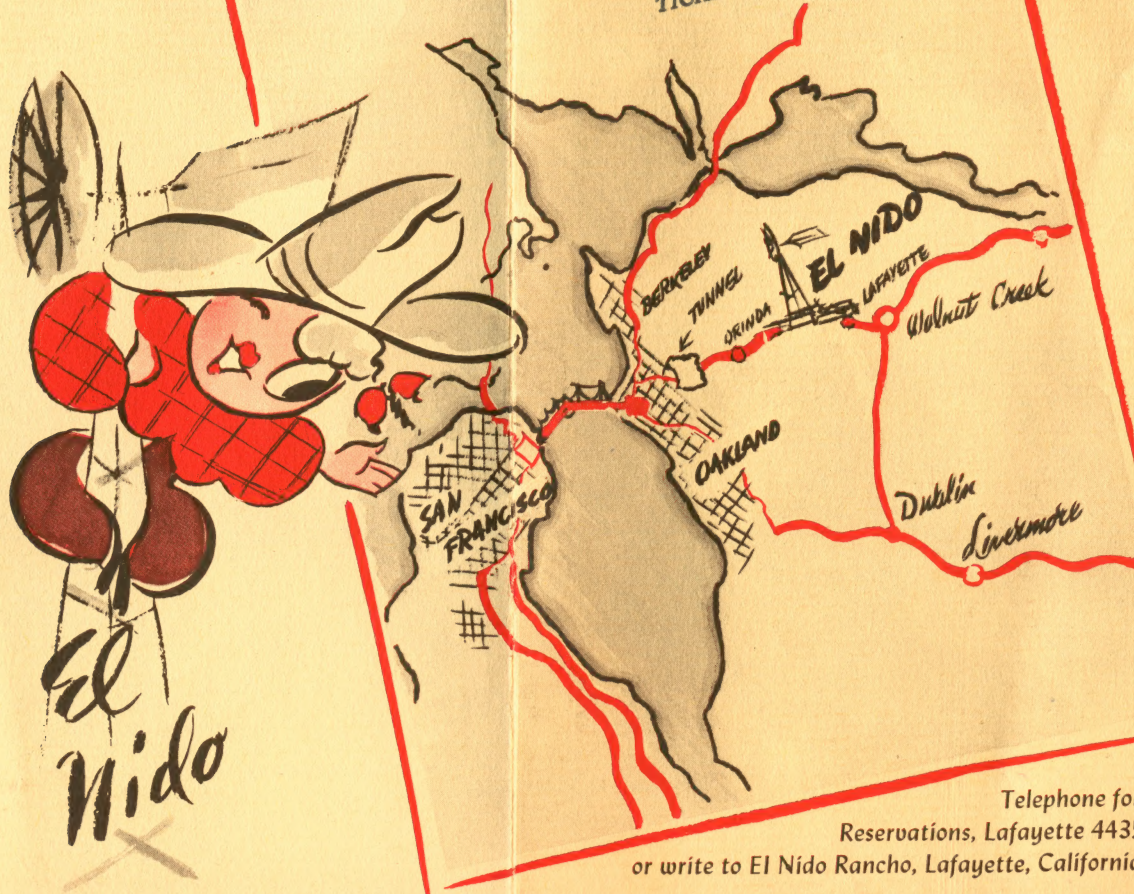 BERKELEY
TUNNEL
ORINDA
EL NIDO
LAFAYETTE
Walnut Creek
OAKLAND
SAN
FRANCISCO
Dublin
Livermore
El
Nido
Telephone fo
Reservations, Lafayette 443
or write to El Nido Rancho, Lafayette, California